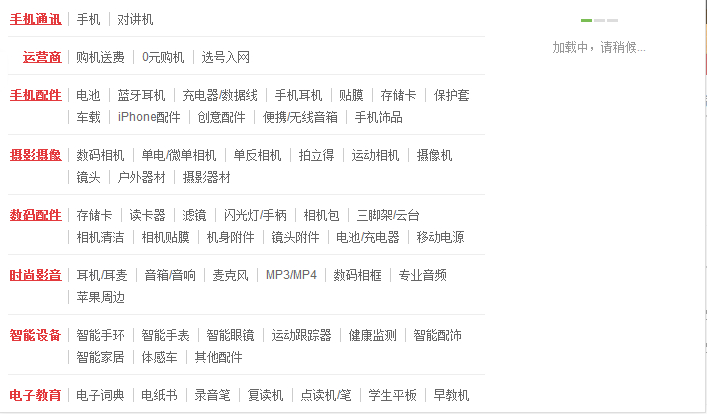 手机通讯 手机 对讲机
运营商 购机送费 0元购机 选号入网
手机配件 电池 蓝牙耳机 充电器/数据线 手机耳机 贴膜 存储卡 保护套
车载 iPhone配件 创意配件 便携/无线音箱 手机饰品
摄影摄像 数码相机 单电/微单相机 单反相机 拍立得 运动相机 摄像机
镜头 户外器材 摄影器材
数码配件 存储卡 读卡器 滤镜 闪光灯/手柄 相机包 三脚架/云台
相机清洁 相机贴膜 机身附件 镜头附件 电池/充电器 移动电源
时尚影音 耳机/耳麦 音箱/音响 麦克风 MP3/MP4 数码相框 专业音频
苹果周边
智能设备 智能手环 智能手表 智能眼镜 运动跟踪器 健康监测 智能配饰
智能家居 体感车 其他配件
电子教育 电子词典 电纸书 录音笔 复读机 点读机/笔 学生平板 早教机
加载中，请稍候...